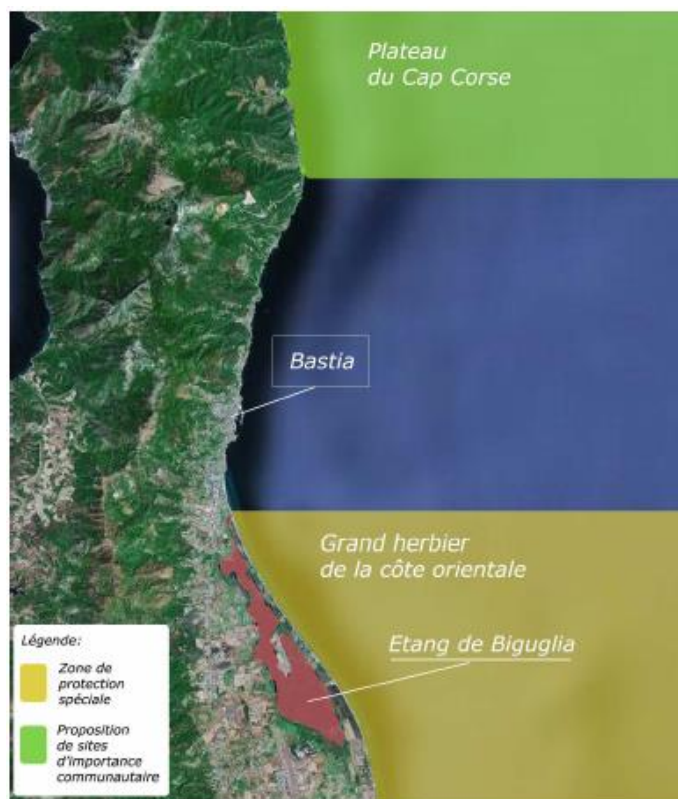 Plateau
du Cap Corse
Bastia
Grand herbier
de la côte orientale
Etang de Biguglia
Légende:
Zone de
protection
spéciale
Proposition
de sites
d'importance
communautaire